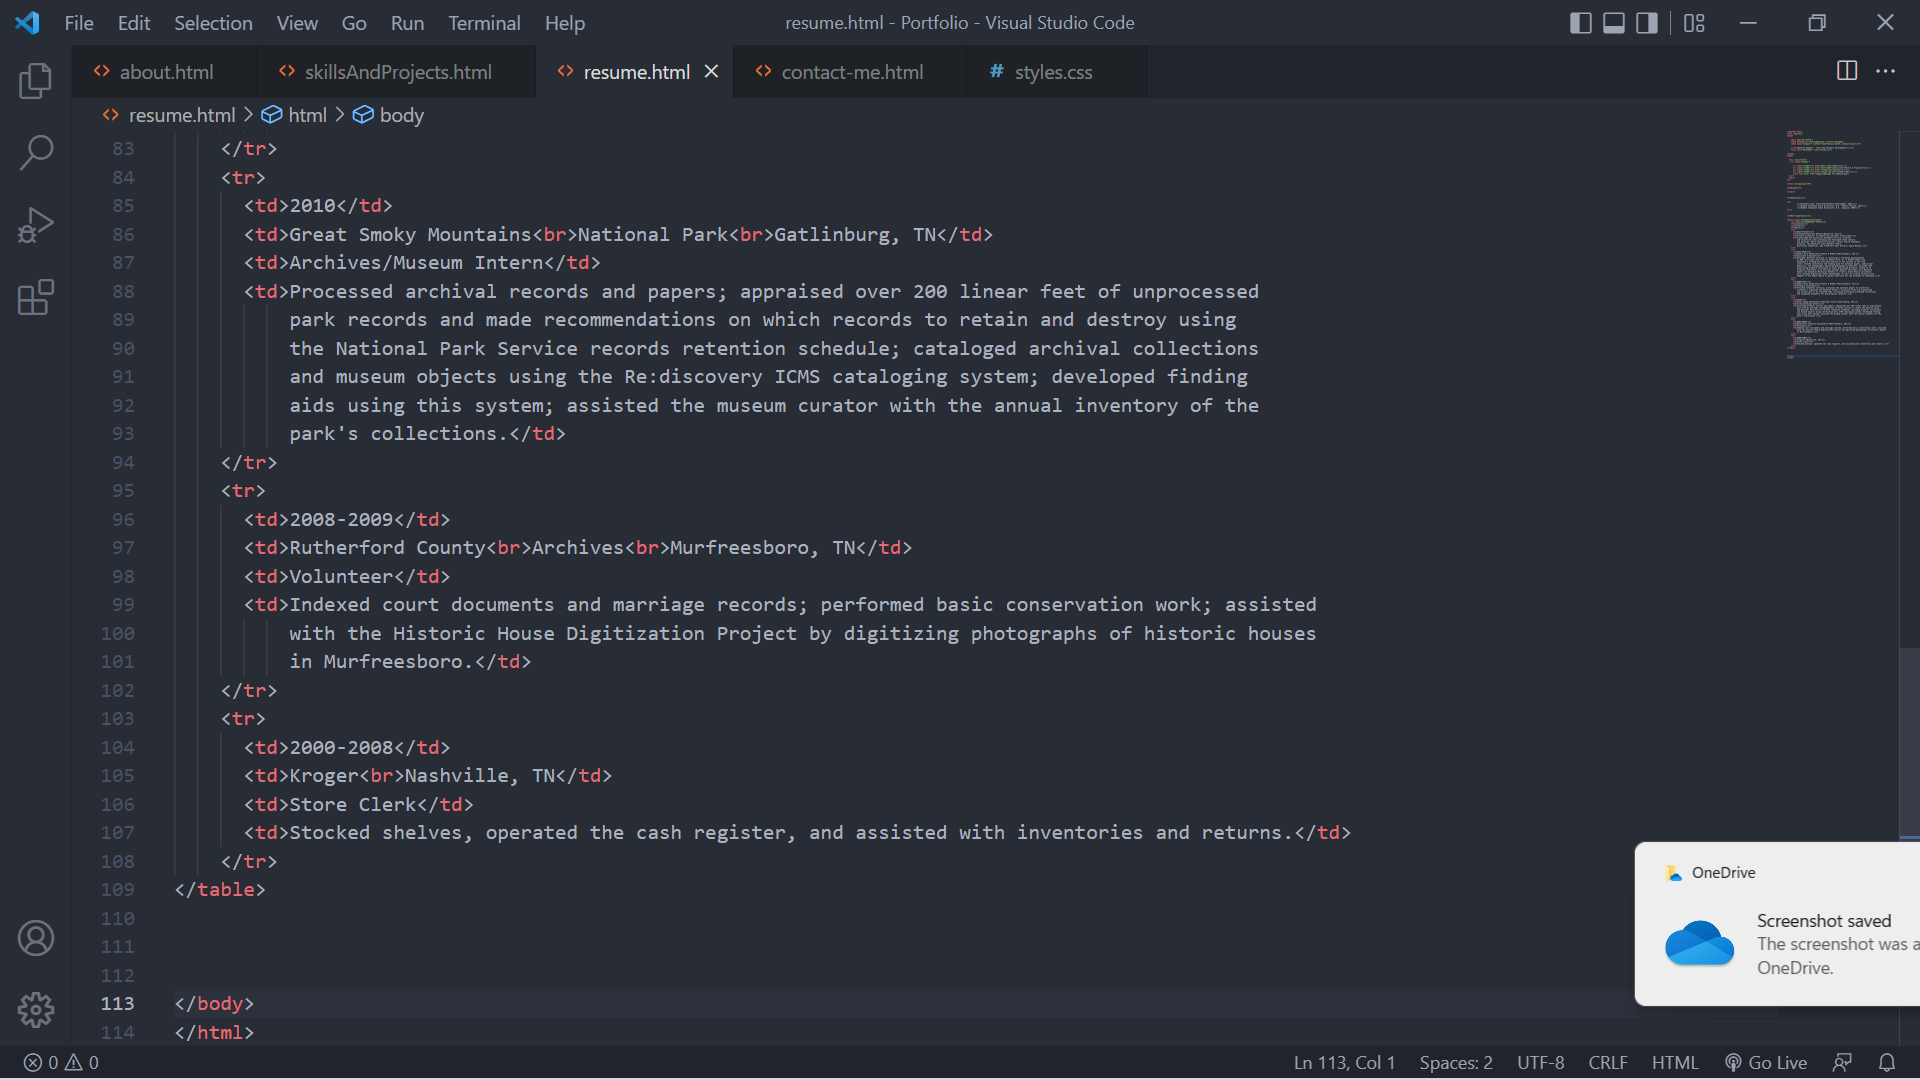 File Edit Selection View Go Run Terminal Help resume.html - Portfolio - Visual Studio Code
about.html skillsAndProjects.html resume.html contact-me.html # styles.css
resume.html > html > body
83 </tr>
84 <tr>
85 <td>2010</td>
86 <td>Great Smoky Mountains<br>National Park<br>Gatlinburg, TN</td>
87 <td>Archives/Museum Intern</td>
88 <td>Processed archival records and papers; appraised over 200 linear feet of unprocessed
89 park records and made recommendations on which records to retain and destroy using
90 the National Park Service records retention schedule; cataloged archival collections
91 and museum objects using the Re:discovery ICMS cataloging system; developed finding
92 aids using this system; assisted the museum curator with the annual inventory of the
93 park's collections.</td>
94 </tr>
95 <tr>
96 <td>2008-2009</td>
97 <td>Rutherford County<br>Archives<br>Murfreesboro, TN</td>
98 <td>Volunteer</td>
99 <td>Indexed court documents and marriage records; performed basic conservation work; assisted
100 with the Historic House Digitization Project by digitizing photographs of historic houses
101 in Murfreesboro.</td>
102 </tr>
103 <tr>
104 <td>2000-2008</td>
105 <td>Kroger<br>Nashville, TN</td>
106 <td>Store Clerk</td>
107 <td>Stocked shelves, operated the cash register, and assisted with inventories and returns.</td>
108 </tr>
109 </table>
110
111
112
113 </body>
114 </html>
OneDrive
Screenshot saved
The screenshot was a
OneDrive.
0 0 Ln 113, Col 1 Spaces: 2 UTF-8 CRLF HTML Go Live